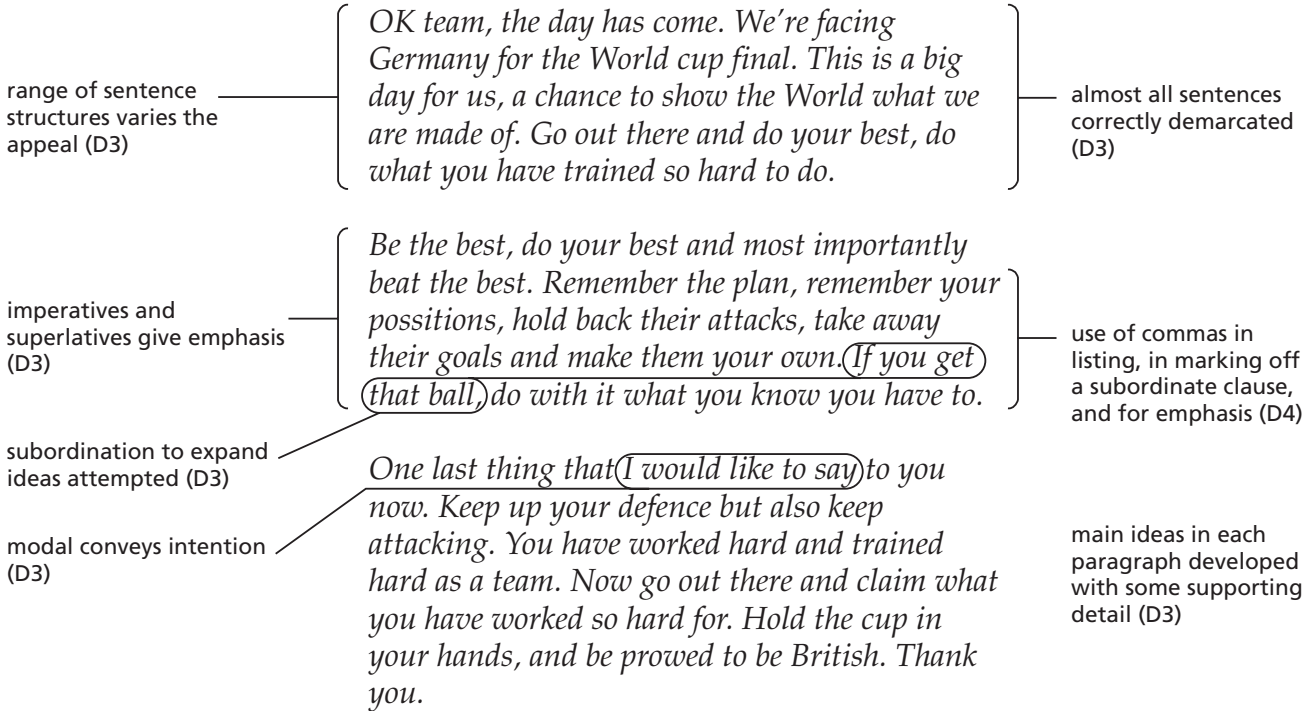 OK team, the day has come. We're facing
Germany for the World cup final. This is a big
day for us, a chance to show the World what we
are made of. Go out there and do your best, do
what you have trained so hard to do.
range of sentence
structures varies the
appeal (D3)
almost all sentences
correctly demarcated
(D3)
Be the best, do your best and most importantly
beat the best. Remember the plan, remember your
possitions, hold back their attacks, take away
their goals and make them your own. If you get
that ball, do with it what you know you have to.
imperatives and
superlatives give emphasis
(D3)
use of commas in
listing, in marking off
a subordinate clause,
and for emphasis (D4)
subordination to expand
ideas attempted (D3)
One last thing that I would like to say to you
now. Keep up your defence but also keep
attacking. You have worked hard and trained
hard as a team. Now go out there and claim what
you have worked so hard for. Hold the cup in
your hands, and be prowed to be British. Thank
you.
modal conveys intention
(D3)
main ideas in each
paragraph developed
with some supporting
detail (D3)